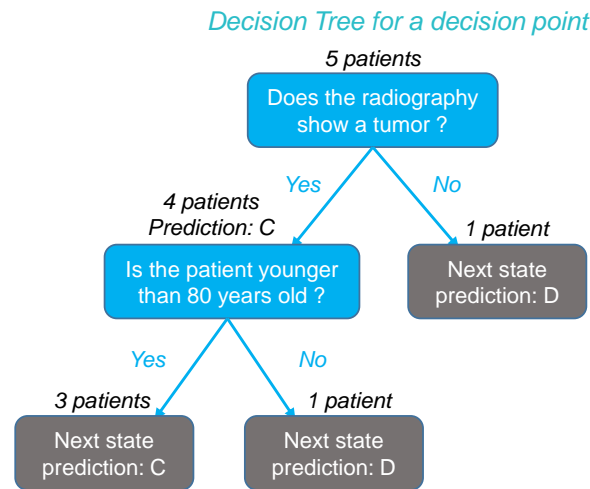 Decision Tree for a decision point
5 patients
Does the radiography
show a tumor ?
Yes
No
4 patients
Prediction: C
1 patient
Is the patient younger
than 80 years old ?
Next state
prediction: D
Yes
No
3 patients
1 patient
Next state
prediction: C
Next state
prediction: D